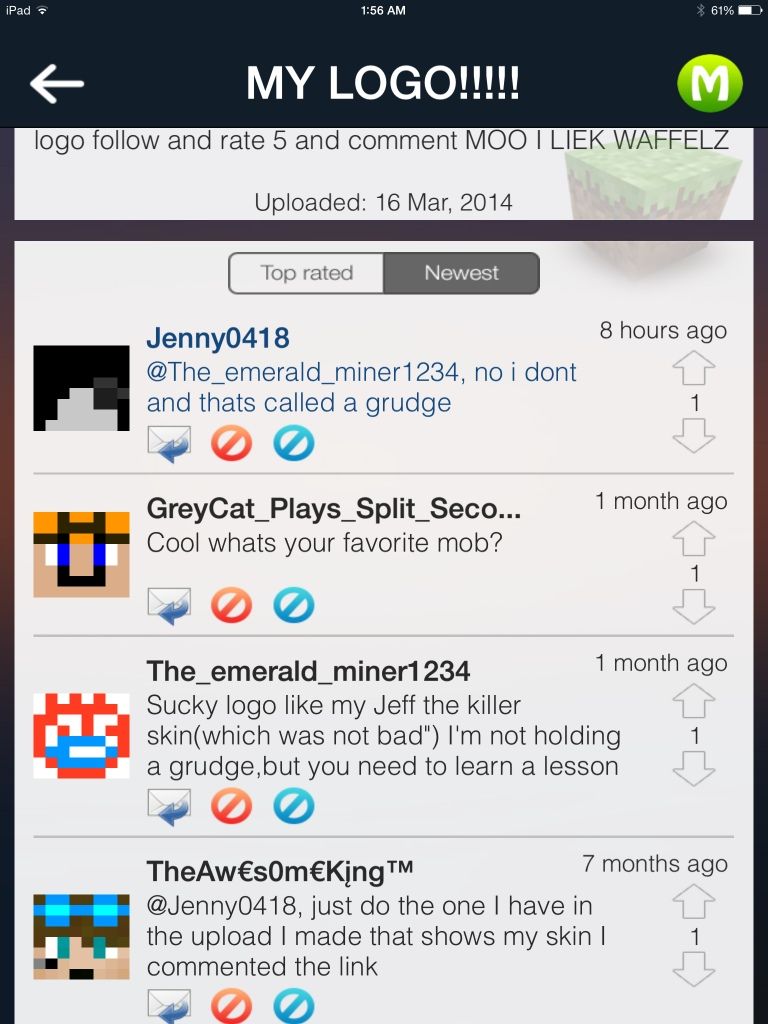 iPad 1:56 AM 61%
MY LOGO!!!!! M
logo follow and rate 5 and comment MOO I LIEK WAFFELZ
Uploaded: 16 Mar, 2014
Top rated Newest
Jenny0418 8 hours ago
@The_emerald_miner1234, no i dont
and thats called a grudge
1
GreyCat_Plays_Split_Seco... 1 month ago
Cool whats your favorite mob?
1
The_emerald_miner1234 1 month ago
Sucky logo like my Jeff the killer
skin(which was not bad") I'm not holding
a grudge,but you need to learn a lesson
1
TheAw€s0m€Kįng™ 7 months ago
@Jenny0418, just do the one I have in
the upload I made that shows my skin I
commented the link
1